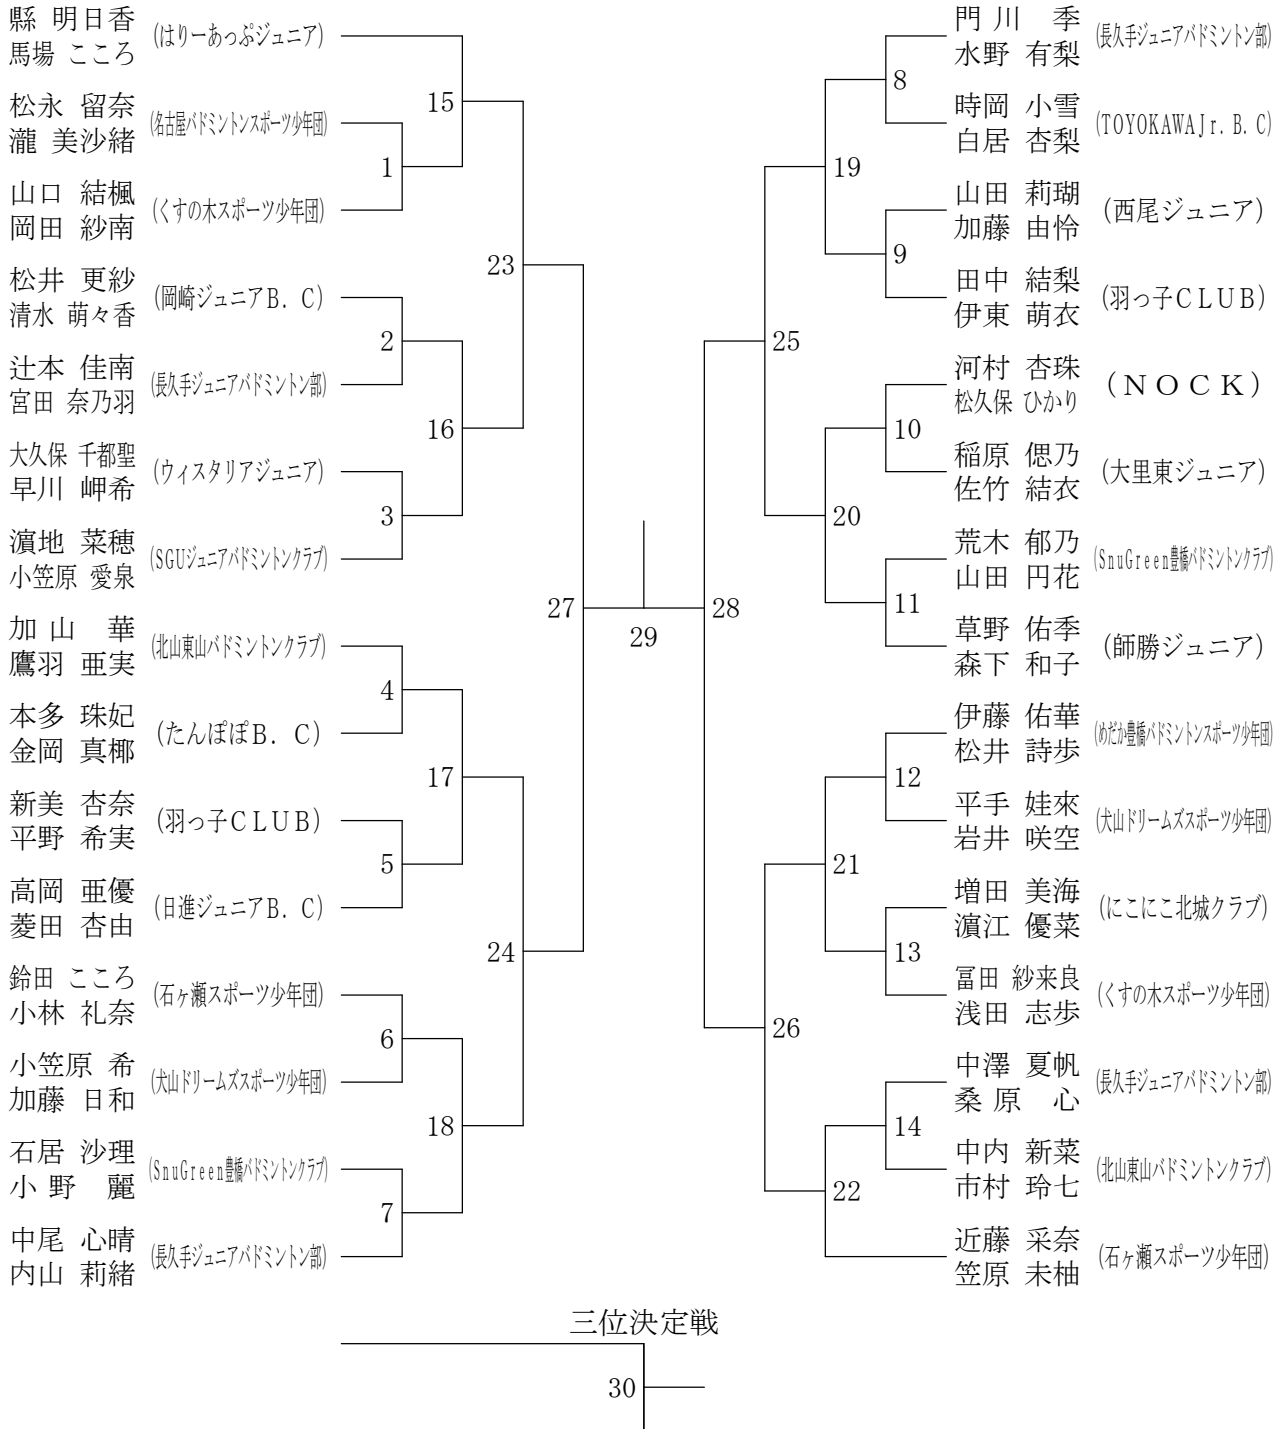 縣 明日香
馬場 こころ
(はりーあっぷジュニア)
松永 留奈
瀧 美沙緒
(名古屋バドミントンスポーツ少年団)
山口 結楓
岡田 紗南
(くすの木スポーツ少年団)
松井 更紗
清水 萌々香
(岡崎ジュニアB. C)
辻本 佳南
宮田 奈乃羽
(長久手ジュニアバドミントン部)
大久保 千都聖
早川 岬希
(ウィスタリアジュニア)
濵地 菜穂
小笠原 愛泉
(SGUジュニアバドミントンクラブ)
加山 華
鷹羽 亜実
(北山東山バドミントンクラブ)
本多 珠妃
金岡 真椰
(たんぽぽB. C)
新美 杏奈
平野 希実
(羽っ子CLUB)
高岡 亜優
菱田 杏由
(日進ジュニアB. C)
鈴田 こころ
小林 礼奈
(石ヶ瀬スポーツ少年団)
小笠原 希
加藤 日和
(犬山ドリームズスポーツ少年団)
石居 沙理
小野 麗
(SnuGreen豊橋バドミントンクラブ)
中尾 心晴
内山 莉緒
(長久手ジュニアバドミントン部)
1
2
3
4
5
6
7
15
16
17
18
23
24
27
29
28
25
26
19
20
21
22
8
9
10
11
12
13
14
門川 季
水野 有梨
(長久手ジュニアバドミントン部)
時岡 小雪
白居 杏梨
(TOYOKAWAJr. B. C)
山田 莉瑚
加藤 由怜
(西尾ジュニア)
田中 結梨
伊東 萌衣
(羽っ子CLUB)
河村 杏珠
松久保 ひかり
(NOCK)
稲原 偲乃
佐竹 結衣
(大里東ジュニア)
荒木 郁乃
山田 円花
(SnuGreen豊橋バドミントンクラブ)
草野 佑季
森下 和子
(師勝ジュニア)
伊藤 佑華
松井 詩歩
(めだか豊橋バドミントンスポーツ少年団)
平手 娃來
岩井 咲空
(犬山ドリームズスポーツ少年団)
増田 美海
濵江 優菜
(にこにこ北城クラブ)
冨田 紗来良
浅田 志歩
(くすの木スポーツ少年団)
中澤 夏帆
桑原 心
(長久手ジュニアバドミントン部)
中内 新菜
市村 玲七
(北山東山バドミントンクラブ)
近藤 采奈
笠原 未柚
(石ヶ瀬スポーツ少年団)
三位決定戦
30